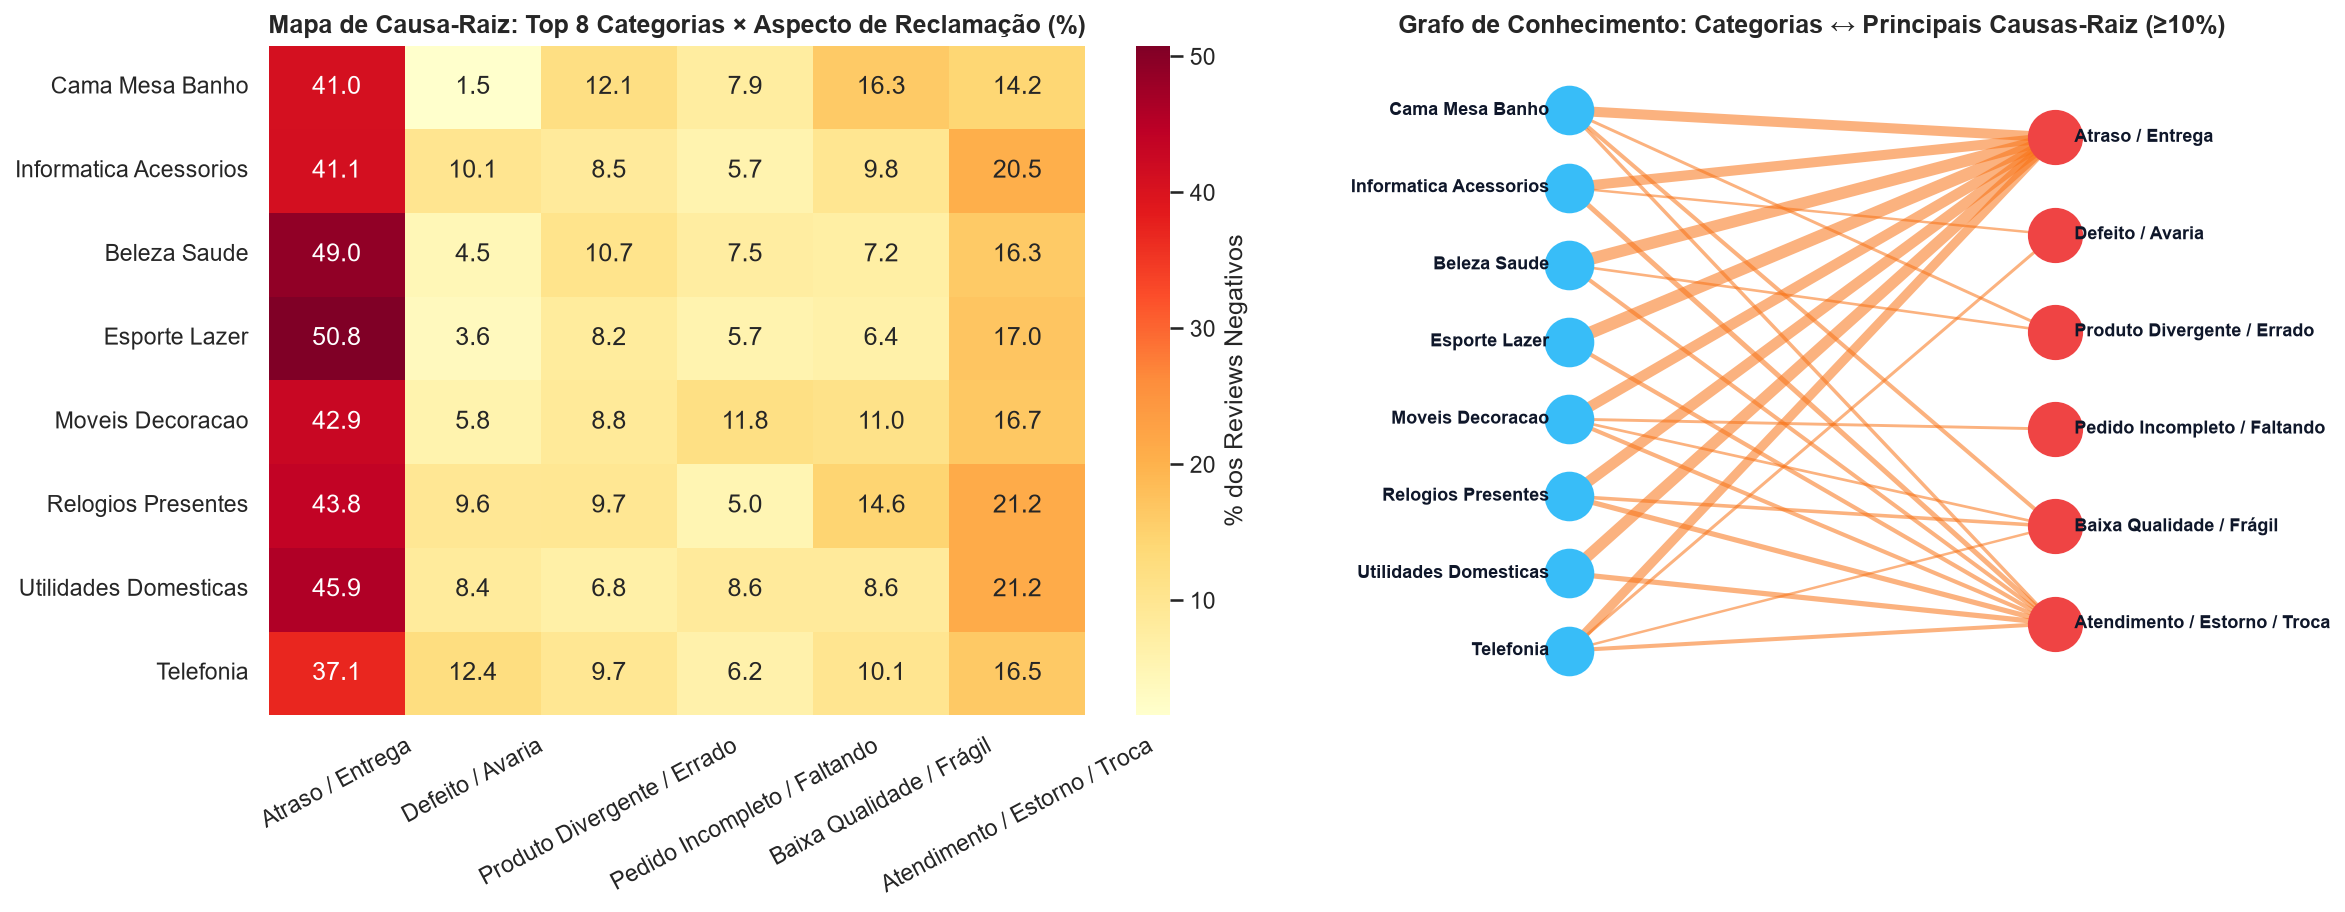 Mapa de Causa-Raiz: Top 8 Categorias × Aspecto de Reclamação (%)
Cama Mesa Banho 41.0 1.5 12.1 7.9 16.3 14.2
Informatica Acessorios 41.1 10.1 8.5 5.7 9.8 20.5
Beleza Saude 49.0 4.5 10.7 7.5 7.2 16.3
Esporte Lazer 50.8 3.6 8.2 5.7 6.4 17.0
Moveis Decoracao 42.9 5.8 8.8 11.8 11.0 16.7
Relogios Presentes 43.8 9.6 9.7 5.0 14.6 21.2
Utilidades Domesticas 45.9 8.4 6.8 8.6 8.6 21.2
Telefonia 37.1 12.4 9.7 6.2 10.1 16.5
Atraso / Entrega
Defeito / Avaria
Produto Divergente / Errado
Pedido Incompleto / Faltando
Baixa Qualidade / Frágil
Atendimento / Estorno / Troca
50
40
30
20
10
% dos Reviews Negativos
Grafo de Conhecimento: Categorias ↔ Principais Causas-Raiz (≥10%)
Cama Mesa Banho
Informatica Acessorios
Beleza Saude
Esporte Lazer
Moveis Decoracao
Relogios Presentes
Utilidades Domesticas
Telefonia
Atraso / Entrega
Defeito / Avaria
Produto Divergente / Errado
Pedido Incompleto / Faltando
Baixa Qualidade / Frágil
Atendimento / Estorno / Troca